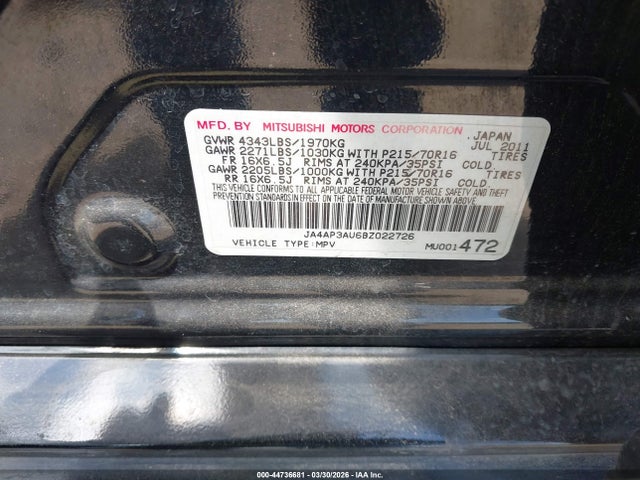 MFD. BY MITSUBISHI MOTORS CORPORATION JAPAN
GVWR 4343LBS/1970KG JUL 2011
GAWR 2271LBS/1030KG WITH P215/70R16 TIRES
FR 16X6.5J RIMS AT 240KPA/35PSI COLD
GAWR 2205LBS/1000KG WITH P215/70R16 TIRES
RR 16X6.5J RIMS AT 240KPA/35PSI COLD
THIS VEHICLE CONFORMS TO ALL APPLICABLE FEDERAL MOTOR VEHICLE SAFETY AND THEFT
PREVENTION STANDARDS IN EFFECT ON THE DATE OF MANUFACTURE SHOWN ABOVE.
JA4AP3AU6BZ022726
VEHICLE TYPE:MPV MU001472
000-44736681 - 03/30/2026 - IAA Inc.